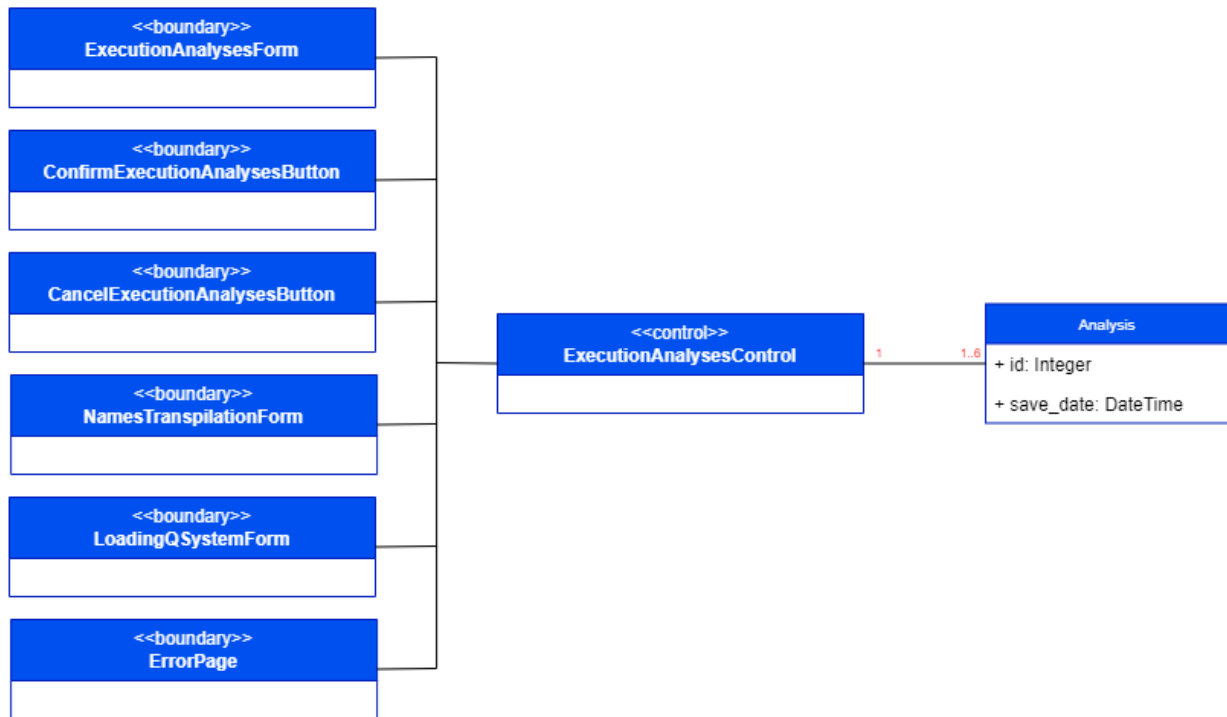 <<boundary>>
ExecutionAnalysesForm
<<boundary>>
ConfirmExecutionAnalysesButton
<<boundary>>
CancelExecutionAnalysesButton
<<boundary>>
NamesTranspilationForm
<<boundary>>
LoadingQSystemForm
<<boundary>>
ErrorPage
<<control>>
ExecutionAnalysesControl
1
1..6
Analysis
+ id: Integer
+ save_date: DateTime